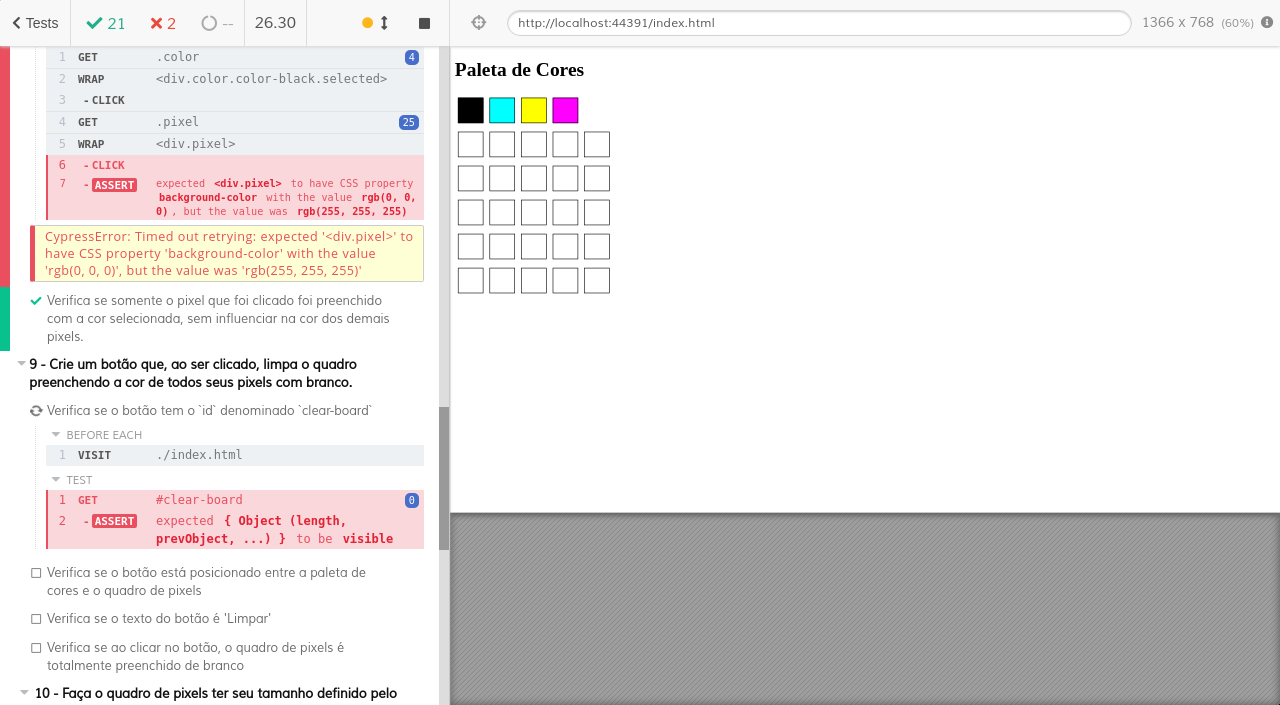 Tests 21 2 -- 26.30 http://localhost:44391/index.html 1366 x 768 (60%)
1 GET .color 4
2 WRAP <div.color.color-black.selected>
3 - CLICK
4 GET .pixel 25
5 WRAP <div.pixel>
6 - CLICK
7 - ASSERT expected <div.pixel> to have CSS property
background-color with the value rgb(0, 0,
0) , but the value was rgb(255, 255, 255)
CypressError: Timed out retrying: expected '<div.pixel>' to
have CSS property 'background-color' with the value
'rgb(0, 0, 0)', but the value was 'rgb(255, 255, 255)'
Verifica se somente o pixel que foi clicado foi preenchido
com a cor selecionada, sem influenciar na cor dos demais
pixels.
9 - Crie um botão que, ao ser clicado, limpa o quadro
preenchendo a cor de todos seus pixels com branco.
Verifica se o botão tem o `id` denominado `clear-board`
BEFORE EACH
1 VISIT ./index.html
TEST
1 GET #clear-board 0
2 - ASSERT expected { Object (length,
prevObject, ...) } to be visible
Verifica se o botão está posicionado entre a paleta de
cores e o quadro de pixels
Verifica se o texto do botão é 'Limpar'
Verifica se ao clicar no botão, o quadro de pixels é
totalmente preenchido de branco
10 - Faça o quadro de pixels ter seu tamanho definido pelo
Paleta de Cores